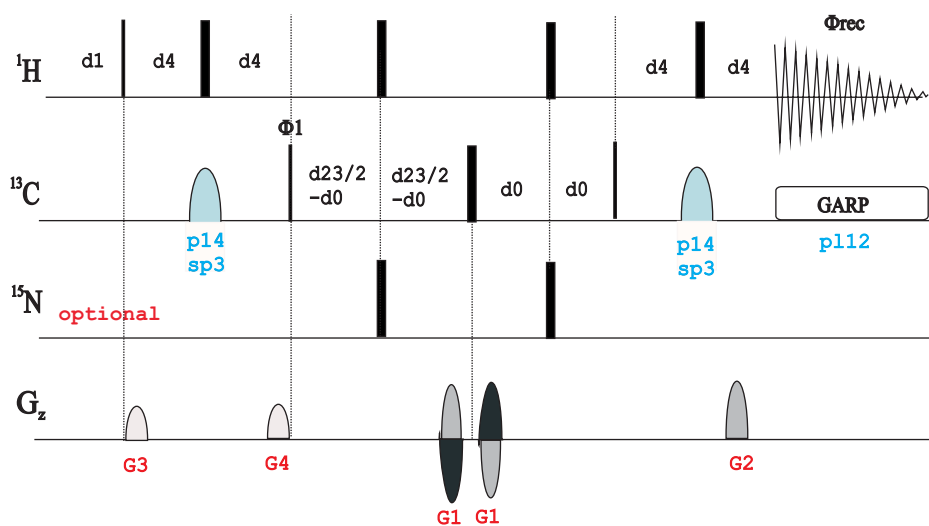 Φrec
¹H
d1
d4
d4
d4
d4
Φ1
¹³C
d23/2
-d0
d23/2
-d0
d0
d0
GARP
p14
sp3
p14
sp3
pl12
¹⁵N
optional
Gz
G3
G4
G2
G1
G1